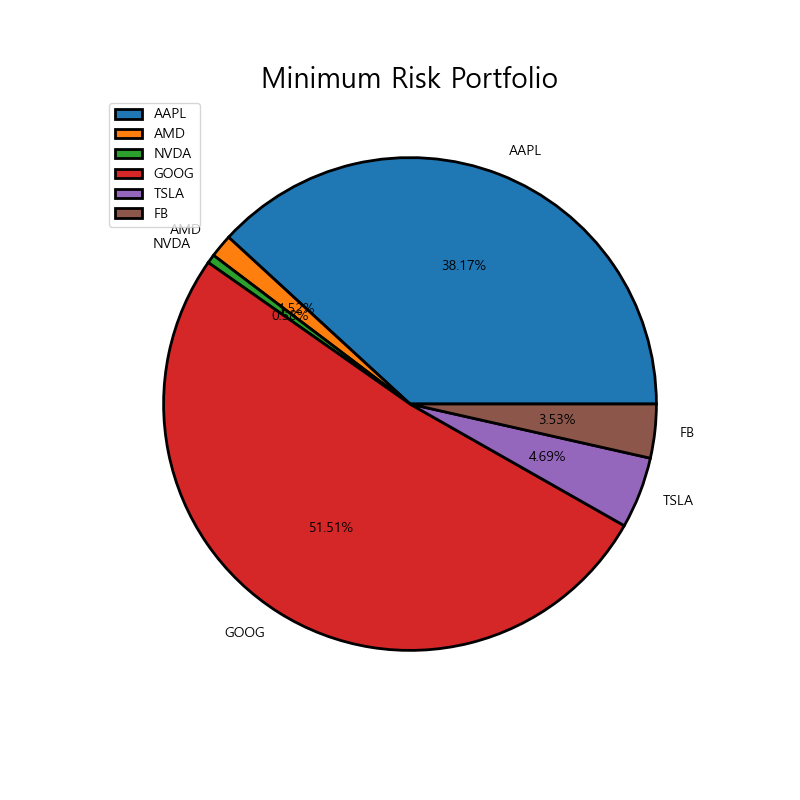 Minimum Risk Portfolio
AAPL
AMD
NVDA
GOOG
TSLA
FB
AAPL
AMD
NVDA
GOOG
TSLA
FB
38.17%
1.52%
51.51%
4.69%
3.53%